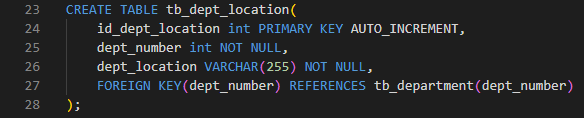 23 CREATE TABLE tb_dept_location(
24     id_dept_location int PRIMARY KEY AUTO_INCREMENT,
25     dept_number int NOT NULL,
26     dept_location VARCHAR(255) NOT NULL,
27     FOREIGN KEY(dept_number) REFERENCES tb_department(dept_number)
28 );